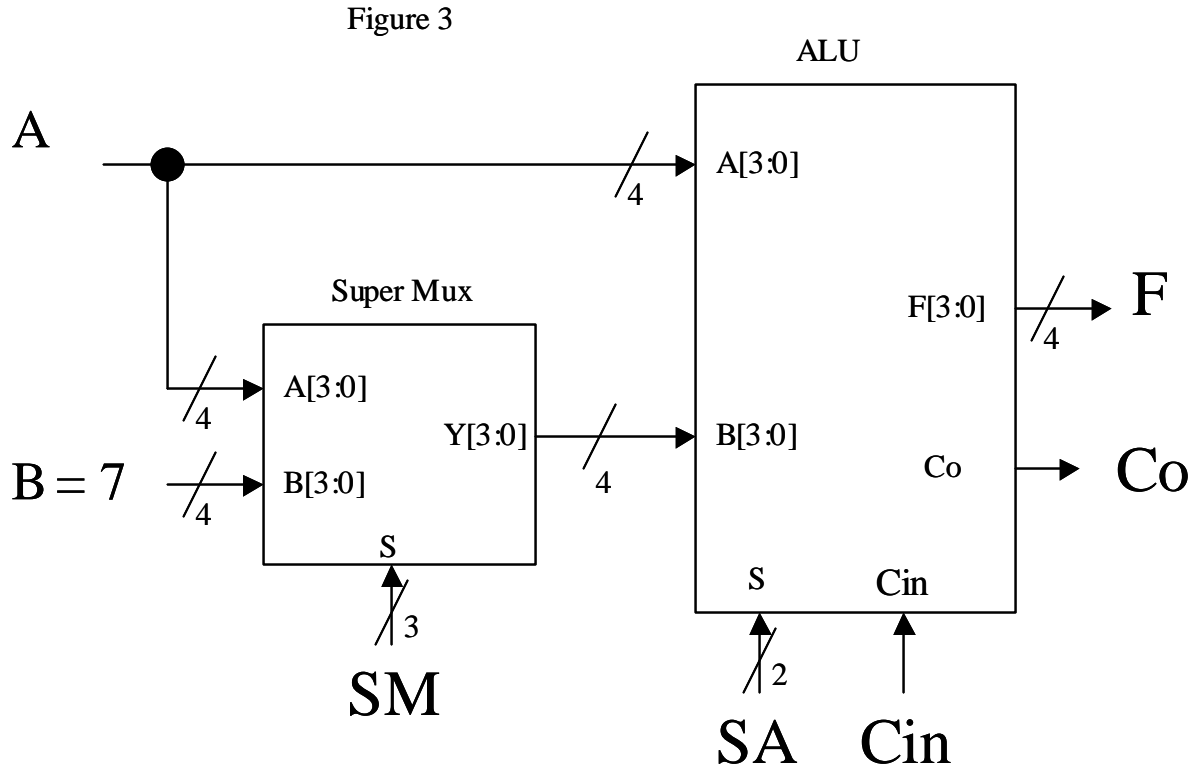 Figure 3
ALU
A
A[3:0]
4
Super Mux
F[3:0]
F
4
A[3:0]
4
Y[3:0]
B[3:0]
4
Co
Co
B = 7
B[3:0]
4
S
3
SM
S
Cin
2
SA
Cin